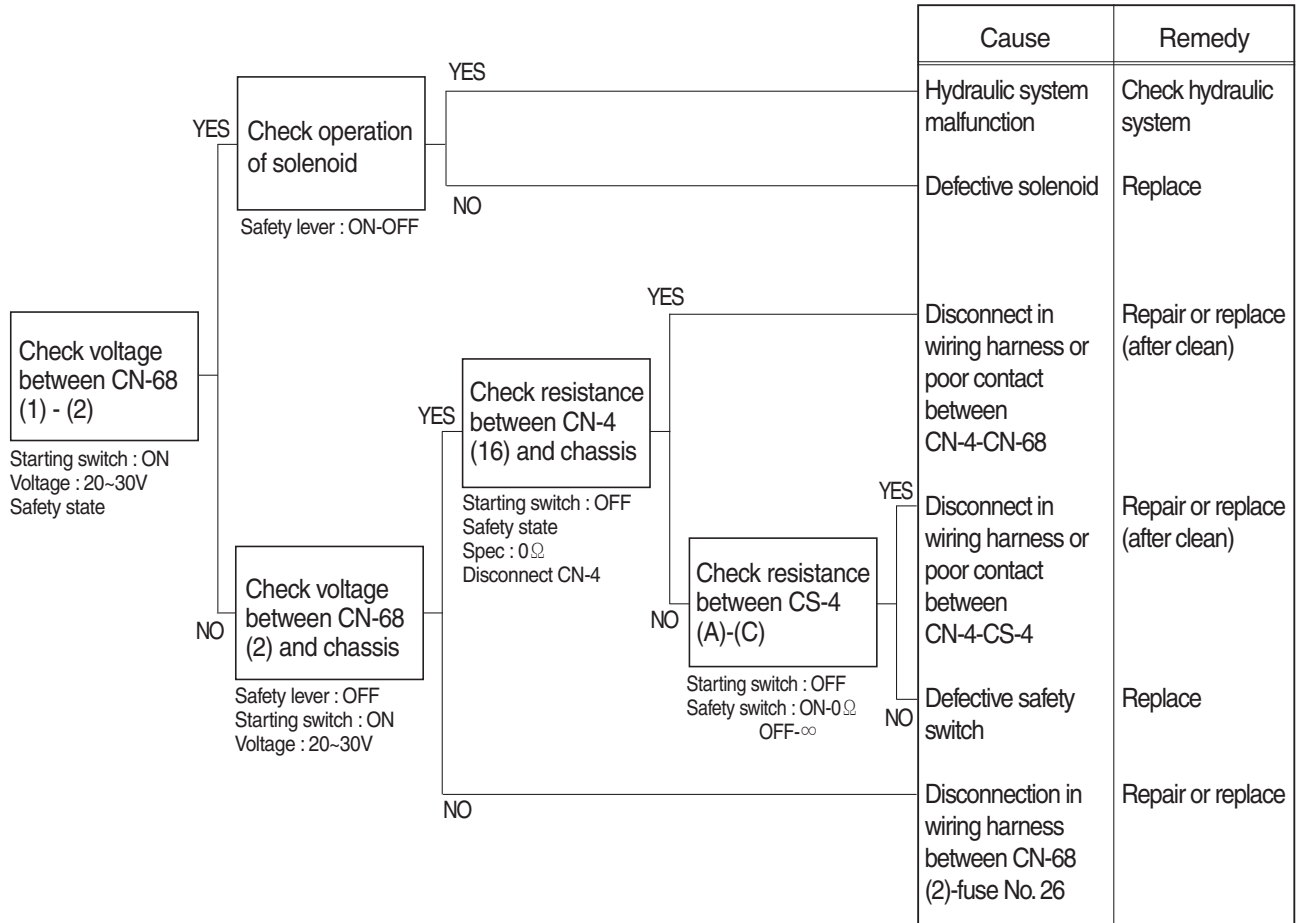 Cause
Remedy
YES
Hydraulic system
malfunction
Check hydraulic
system
YES
Check operation
of solenoid
NO
Defective solenoid
Replace
Safety lever : ON-OFF
YES
Disconnect in
wiring harness or
poor contact
between
CN-4-CN-68
Repair or replace
(after clean)
Check voltage
between CN-68
(1) - (2)
Starting switch : ON
Voltage : 20~30V
Safety state
YES
Check resistance
between CN-4
(16) and chassis
Starting switch : OFF
Safety state
Spec : 0Ω
Disconnect CN-4
YES
Disconnect in
wiring harness or
poor contact
between
CN-4-CS-4
Repair or replace
(after clean)
NO
Check voltage
between CN-68
(2) and chassis
Safety lever : OFF
Starting switch : ON
Voltage : 20~30V
NO
Check resistance
between CS-4
(A)-(C)
Starting switch : OFF
Safety switch : ON-0Ω
OFF-∞
NO
Defective safety
switch
Replace
NO
Disconnection in
wiring harness
between CN-68
(2)-fuse No. 26
Repair or replace